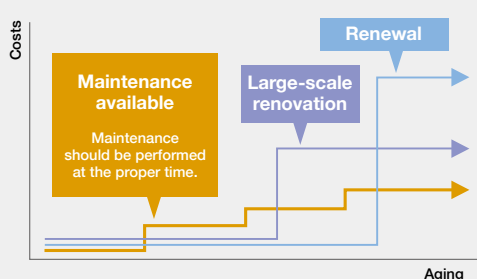 Costs
Renewal
Maintenance
available
Maintenance
should be performed
at the proper time.
Large-scale
renovation
Aging